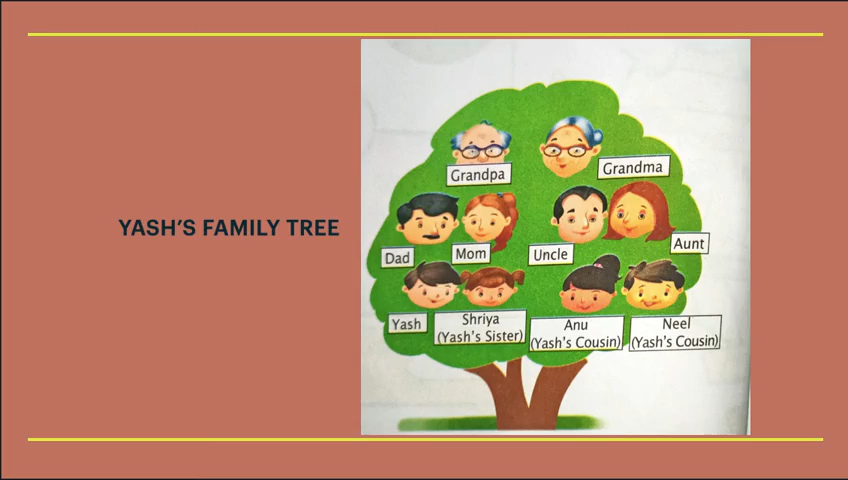 YASH'S FAMILY TREE
Grandpa
Grandma
Dad
Mom
Uncle
Aunt
Yash
Shriya
(Yash's Sister)
Anu
(Yash's Cousin)
Neel
(Yash's Cousin)